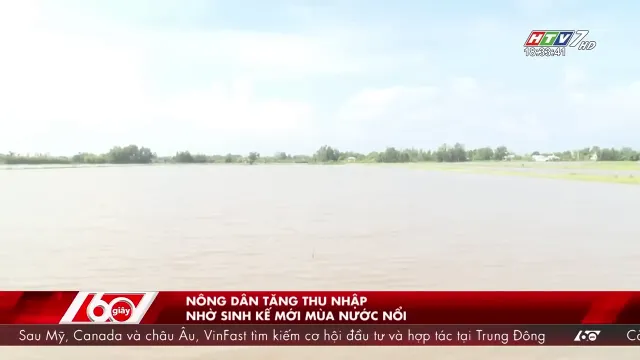 HTV7 HD
18:33:41
60 giây
NÔNG DÂN TĂNG THU NHẬP
NHỜ SINH KẾ MỚI MÙA NƯỚC NỔI
Sau Mỹ, Canada và châu Âu, VinFast tìm kiếm cơ hội đầu tư và hợp tác tại Trung Đông
60